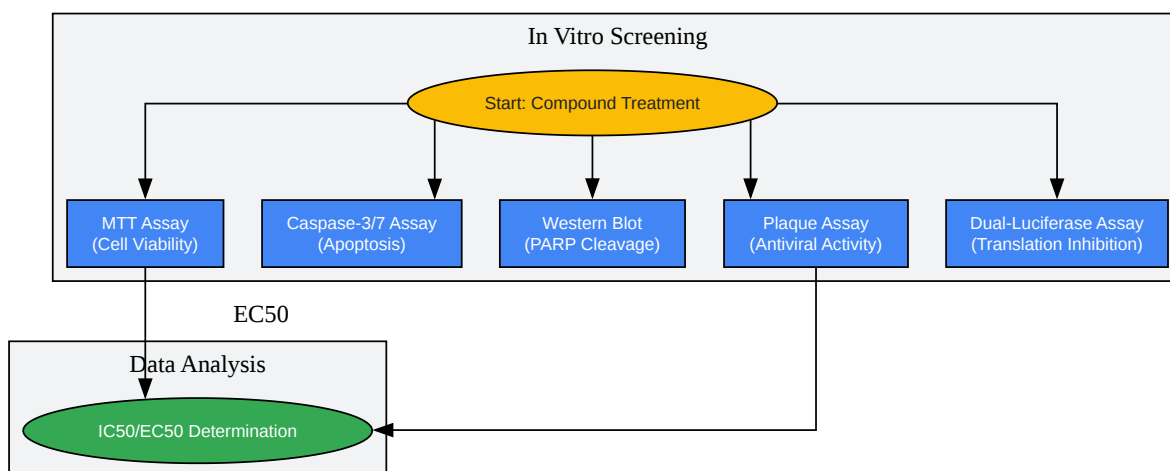 In Vitro Screening
Start: Compound Treatment
MTT Assay
(Cell Viability)
Caspase-3/7 Assay
(Apoptosis)
Western Blot
(PARP Cleavage)
Plaque Assay
(Antiviral Activity)
Dual-Luciferase Assay
(Translation Inhibition)
EC50
Data Analysis
IC50/EC50 Determination